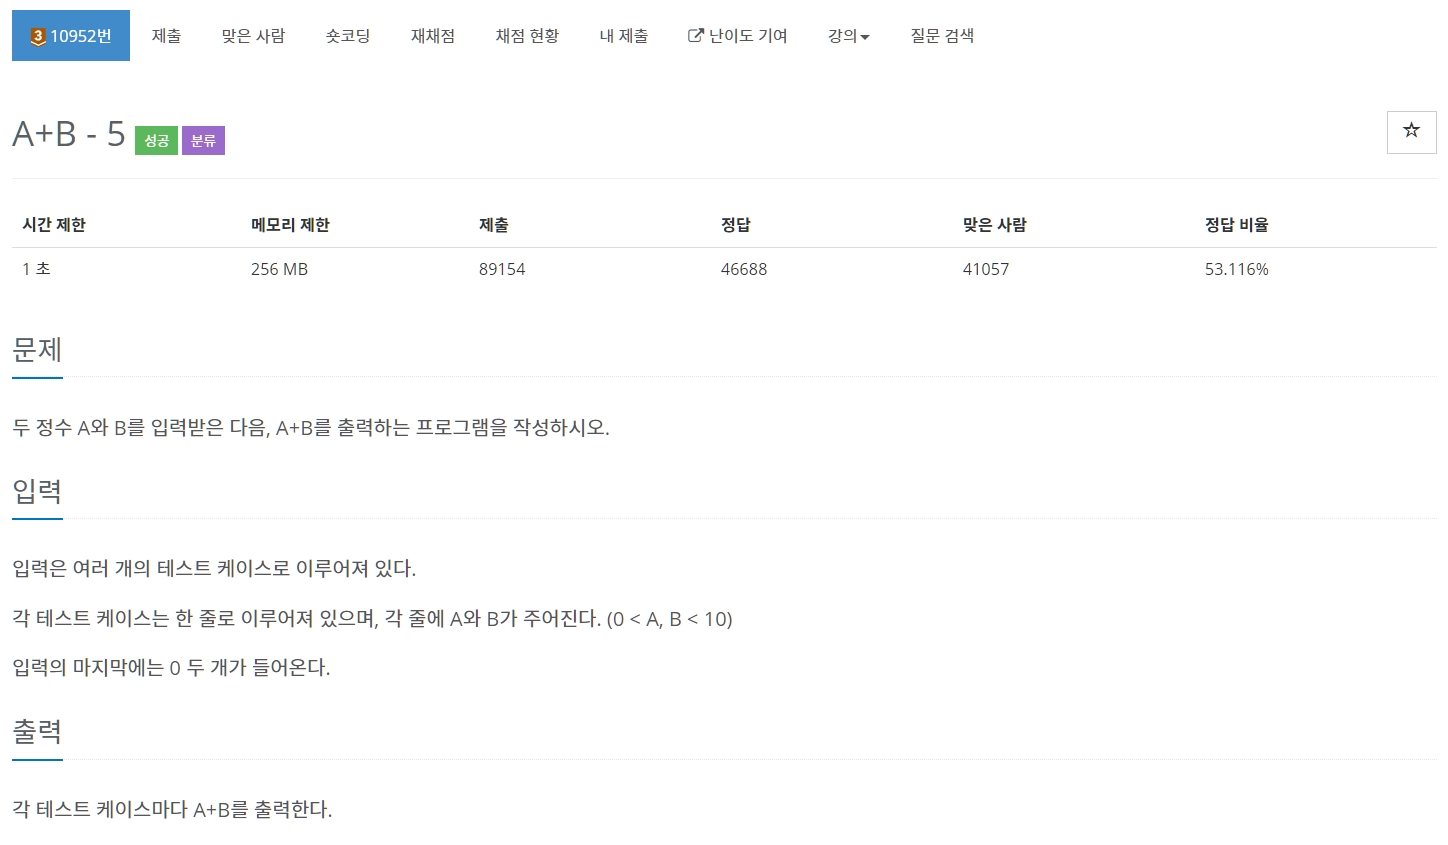 3 10952번 제출 맞은 사람 숏코딩 재채점 채점 현황 내 제출 난이도 기여 강의 질문 검색
A+B - 5 성공 분류
시간 제한 메모리 제한 제출 정답 맞은 사람 정답 비율
1 초 256 MB 89154 46688 41057 53.116%
문제
두 정수 A와 B를 입력받은 다음, A+B를 출력하는 프로그램을 작성하시오.
입력
입력은 여러 개의 테스트 케이스로 이루어져 있다.
각 테스트 케이스는 한 줄로 이루어져 있으며, 각 줄에 A와 B가 주어진다. (0 < A, B < 10)
입력의 마지막에는 0 두 개가 들어온다.
출력
각 테스트 케이스마다 A+B를 출력한다.